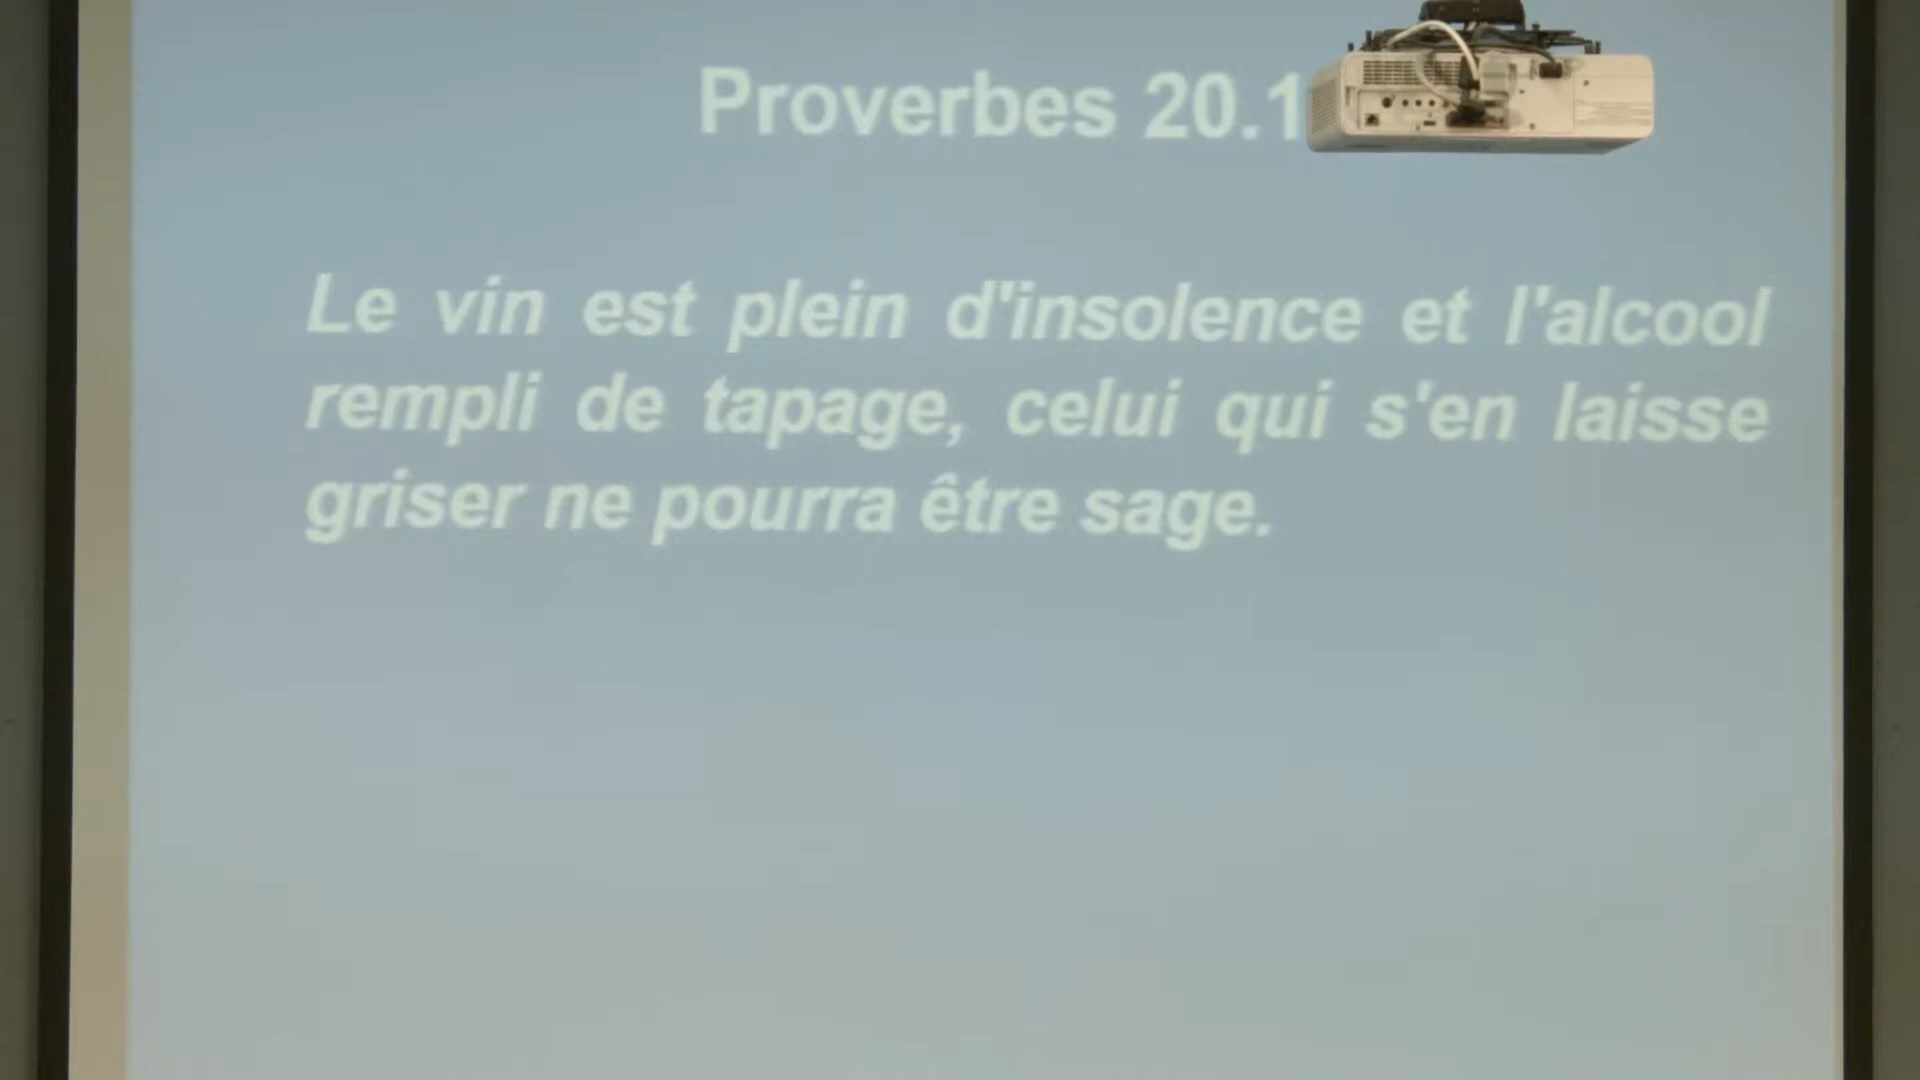 Proverbes 20.1
Le vin est plein d'insolence et l'alcool
rempli de tapage, celui qui s'en laisse
griser ne pourra être sage.